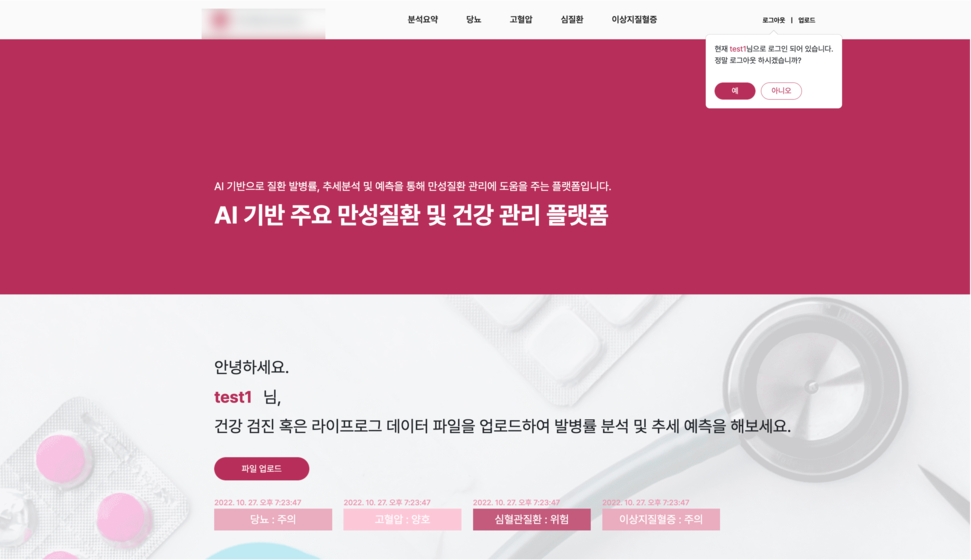 분석요약 당뇨 고혈압 심질환 이상지질혈증 로그아웃 | 업로드
현재 test1님으로 로그인 되어 있습니다.
정말 로그아웃 하시겠습니까?
예 아니오
AI 기반으로 질환 발병률, 추세분석 및 예측을 통해 만성질환 관리에 도움을 주는 플랫폼입니다.
AI 기반 주요 만성질환 및 건강 관리 플랫폼
안녕하세요.
test1 님,
건강 검진 혹은 라이프로그 데이터 파일을 업로드하여 발병률 분석 및 추세 예측을 해보세요.
파일 업로드
2022. 10. 27. 오후 7:23:47 2022. 10. 27. 오후 7:23:47 2022. 10. 27. 오후 7:23:47 2022. 10. 27. 오후 7:23:47
당뇨 : 주의 고혈압 : 양호 심혈관질환 : 위험 이상지질혈증 : 주의